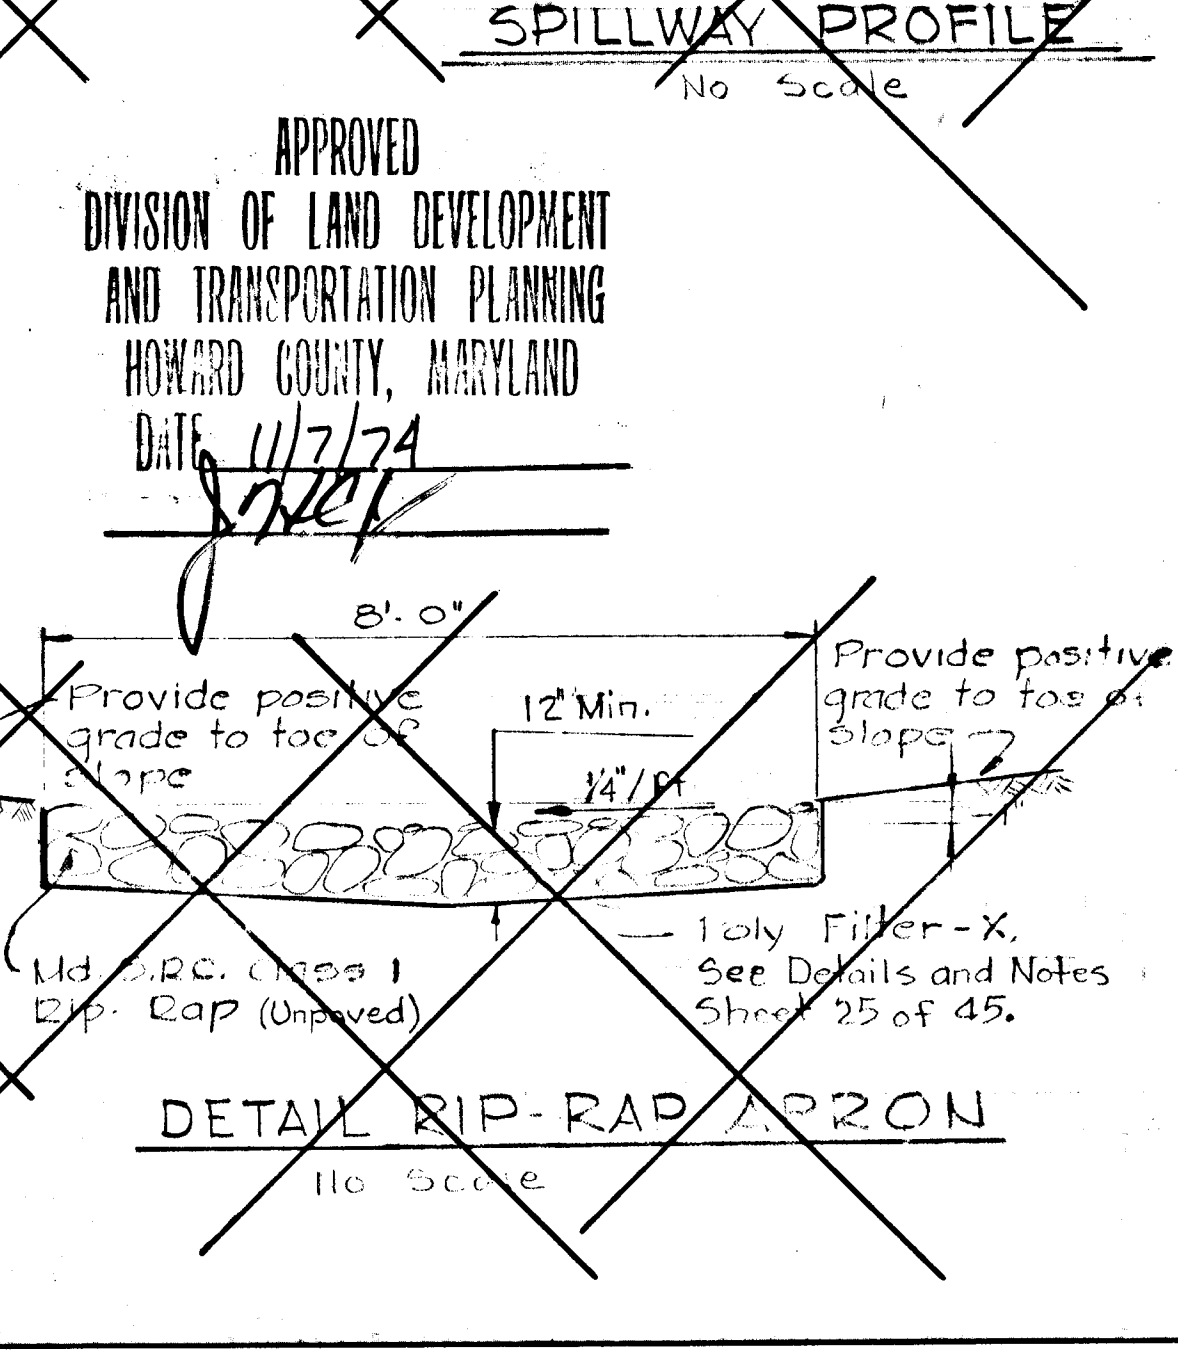 SPILLWAY PROFILE
No Scale
APPROVED
DIVISION OF LAND DEVELOPMENT
AND TRANSPORTATION PLANNING
HOWARD COUNTY, MARYLAND
DATE 11/7/74
8'-0"
Provide positive
grade to toe of
slope
12" Min.
1/4"/Ft
Provide positive
grade to toe of
slope
Md. S.R.C. Class 1
Rip-Rap (Unpaved)
Poly Filter-X.
See Details and Notes
Sheet 25 of 45.
DETAIL RIP-RAP APRON
No Scale